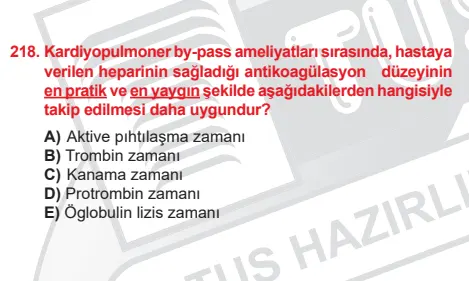 218. Kardiyopulmoner by-pass ameliyatları sırasında, hastaya
verilen heparinin sağladığı antikoagülasyon düzeyinin
en pratik ve en yaygın şekilde aşağıdakilerden hangisiyle
takip edilmesi daha uygundur?
A) Aktive pıhtılaşma zamanı
B) Trombin zamanı
C) Kanama zamanı
D) Protrombin zamanı
E) Öglobulin lizis zamanı
TUS HAZIRLI